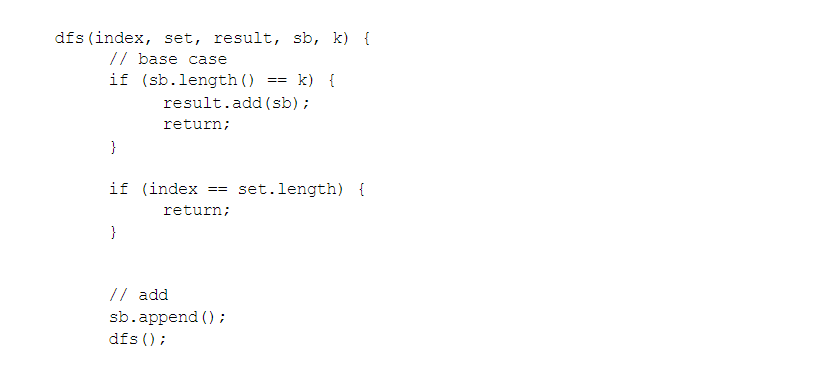 dfs(index, set, result, sb, k) {
// base case
if (sb.length() == k) {
result.add(sb);
return;
}
if (index == set.length) {
return;
}
// add
sb.append();
dfs();